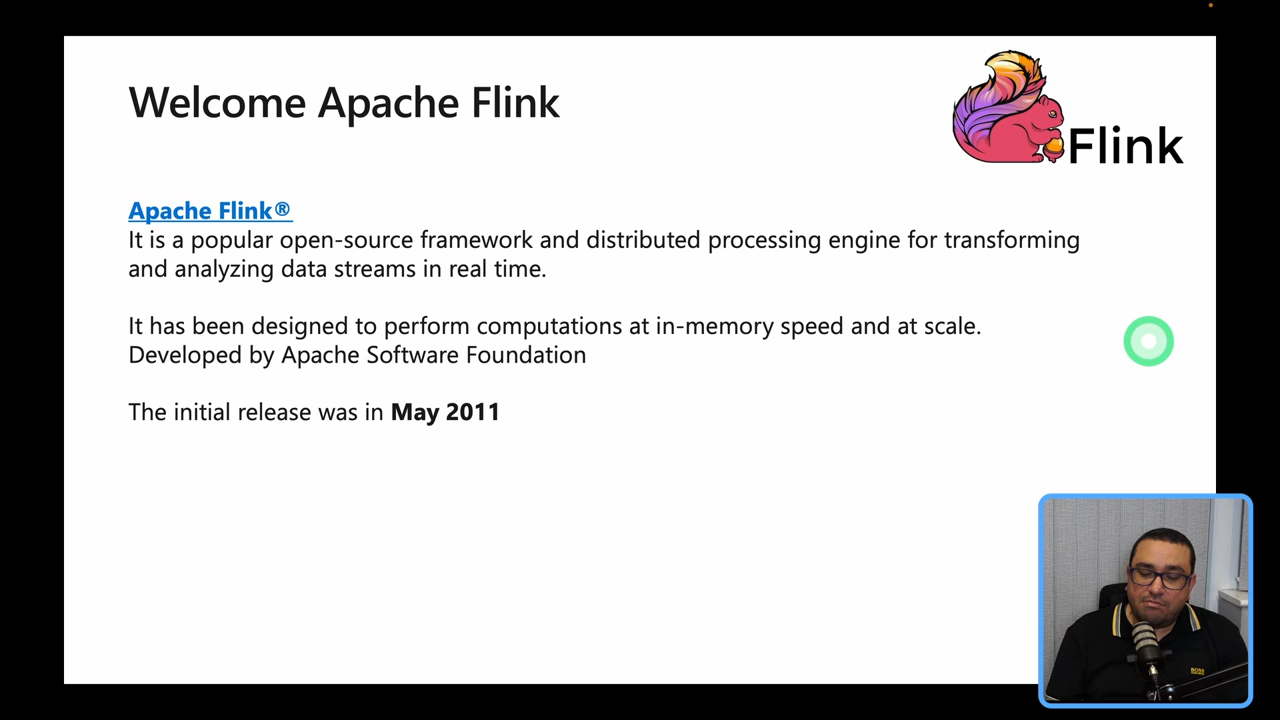 Welcome Apache Flink
Flink
Apache Flink®
It is a popular open-source framework and distributed processing engine for transforming
and analyzing data streams in real time.
It has been designed to perform computations at in-memory speed and at scale.
Developed by Apache Software Foundation
The initial release was in May 2011
BOSS